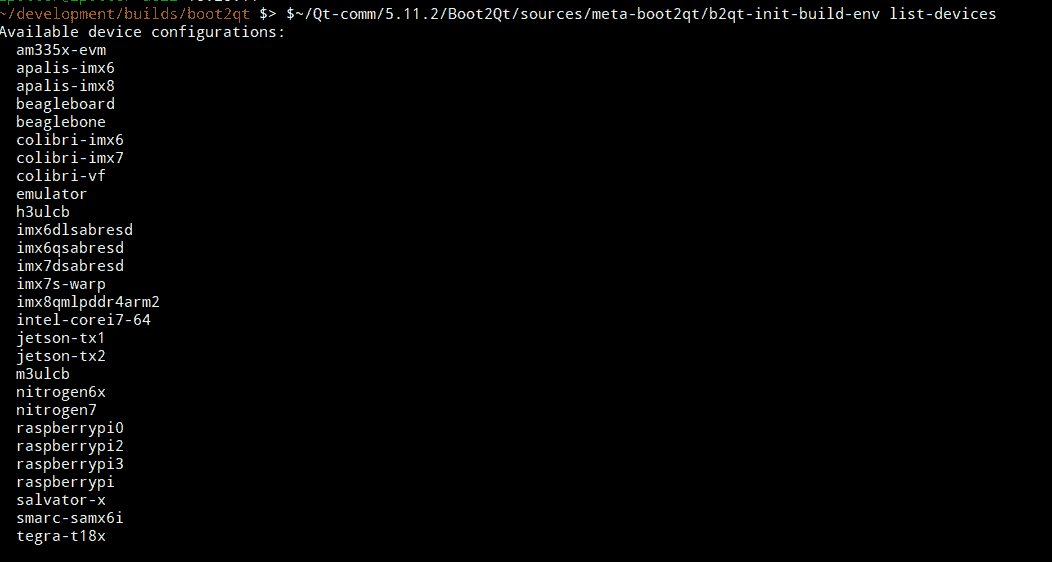 ~/development/builds/boot2qt $> $~/Qt-comm/5.11.2/Boot2Qt/sources/meta-boot2qt/b2qt-init-build-env list-devices
Available device configurations:
am335x-evm
apalis-imx6
apalis-imx8
beagleboard
beaglebone
colibri-imx6
colibri-imx7
colibri-vf
emulator
h3ulcb
imx6dlsabresd
imx6qsabresd
imx7dsabresd
imx7s-warp
imx8qmlpddr4arm2
intel-corei7-64
jetson-tx1
jetson-tx2
m3ulcb
nitrogen6x
nitrogen7
raspberrypi0
raspberrypi2
raspberrypi3
raspberrypi
salvator-x
smarc-samx6i
tegra-t18x